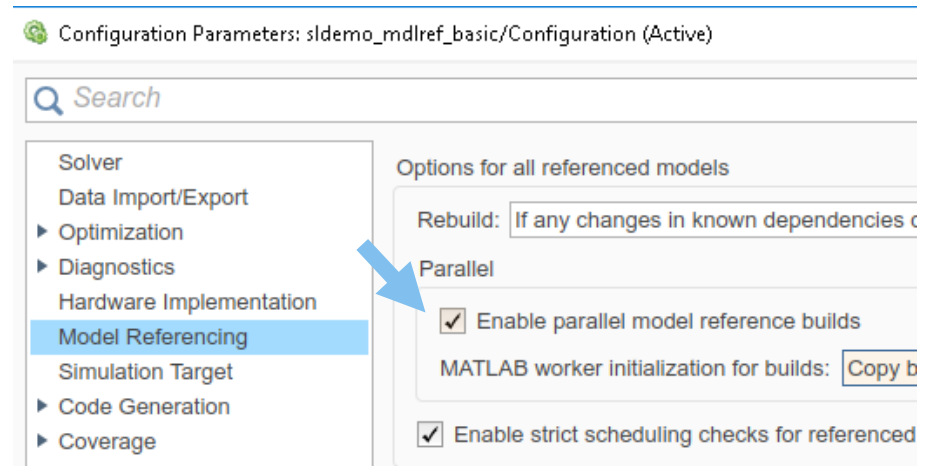 Configuration Parameters: sldemo_mdlref_basic/Configuration (Active)
Search
Solver
Data Import/Export
Optimization
Diagnostics
Hardware Implementation
Model Referencing
Simulation Target
Code Generation
Coverage
Options for all referenced models
Rebuild: If any changes in known dependencies
Parallel
Enable parallel model reference builds
MATLAB worker initialization for builds: Copy
Enable strict scheduling checks for referenced